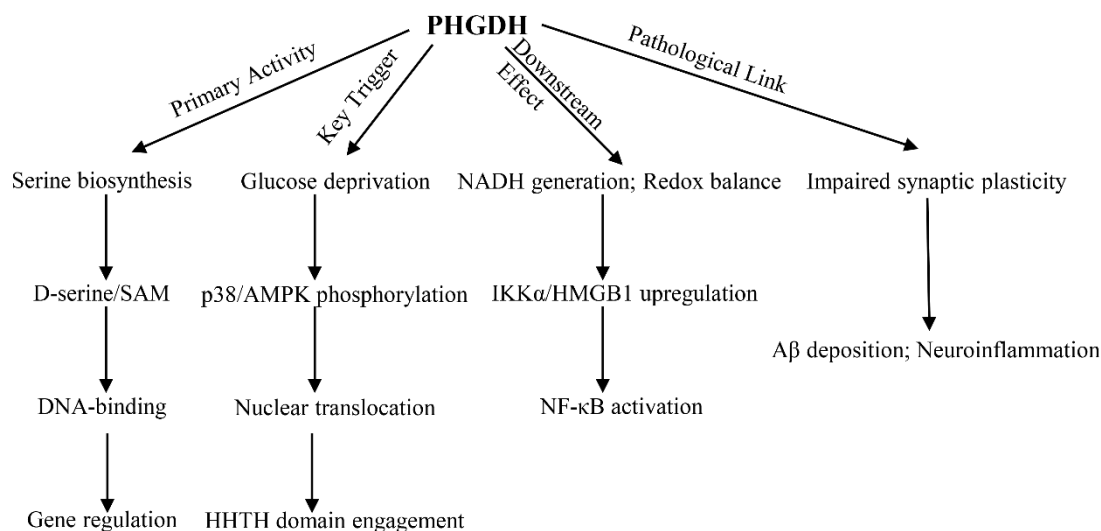 PHGDH
Primary Activity
Key Trigger
Downstream
Effect
Pathological Link
Serine biosynthesis
Glucose deprivation
NADH generation; Redox balance
Impaired synaptic plasticity
D-serine/SAM
p38/AMPK phosphorylation
IKKα/HMGB1 upregulation
Aβ deposition; Neuroinflammation
DNA-binding
Nuclear translocation
NF-κB activation
Gene regulation
HHTH domain engagement